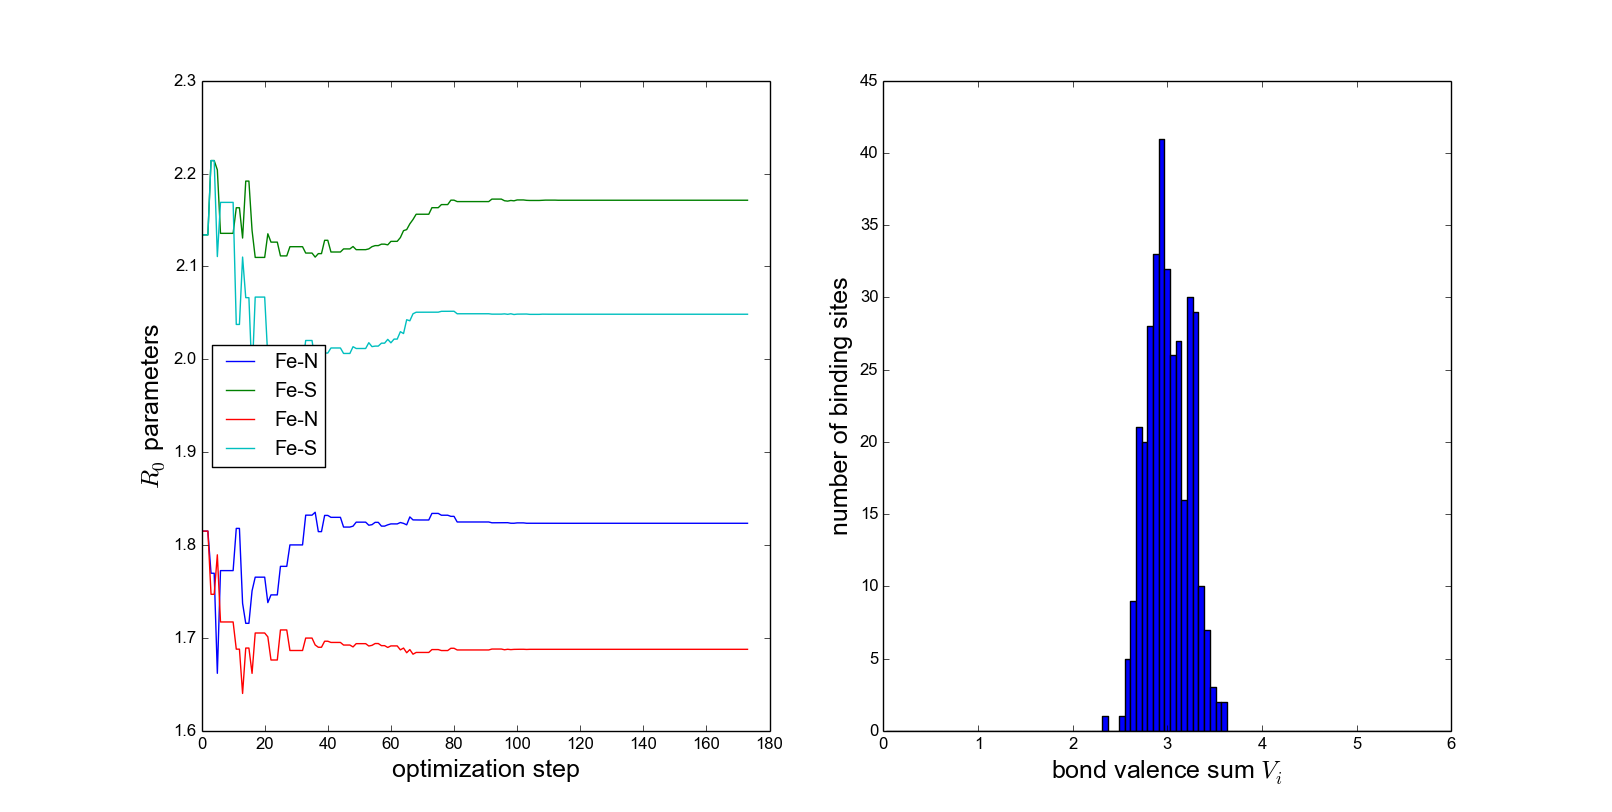 2.3
2.2
2.1
2.0
1.9
1.8
1.7
1.6
R₀ parameters
Fe-N
Fe-S
Fe-N
Fe-S
0 20 40 60 80 100 120 140 160 180
optimization step
45
40
35
30
25
20
15
10
5
0
number of binding sites
0 1 2 3 4 5 6
bond valence sum Vᵢ